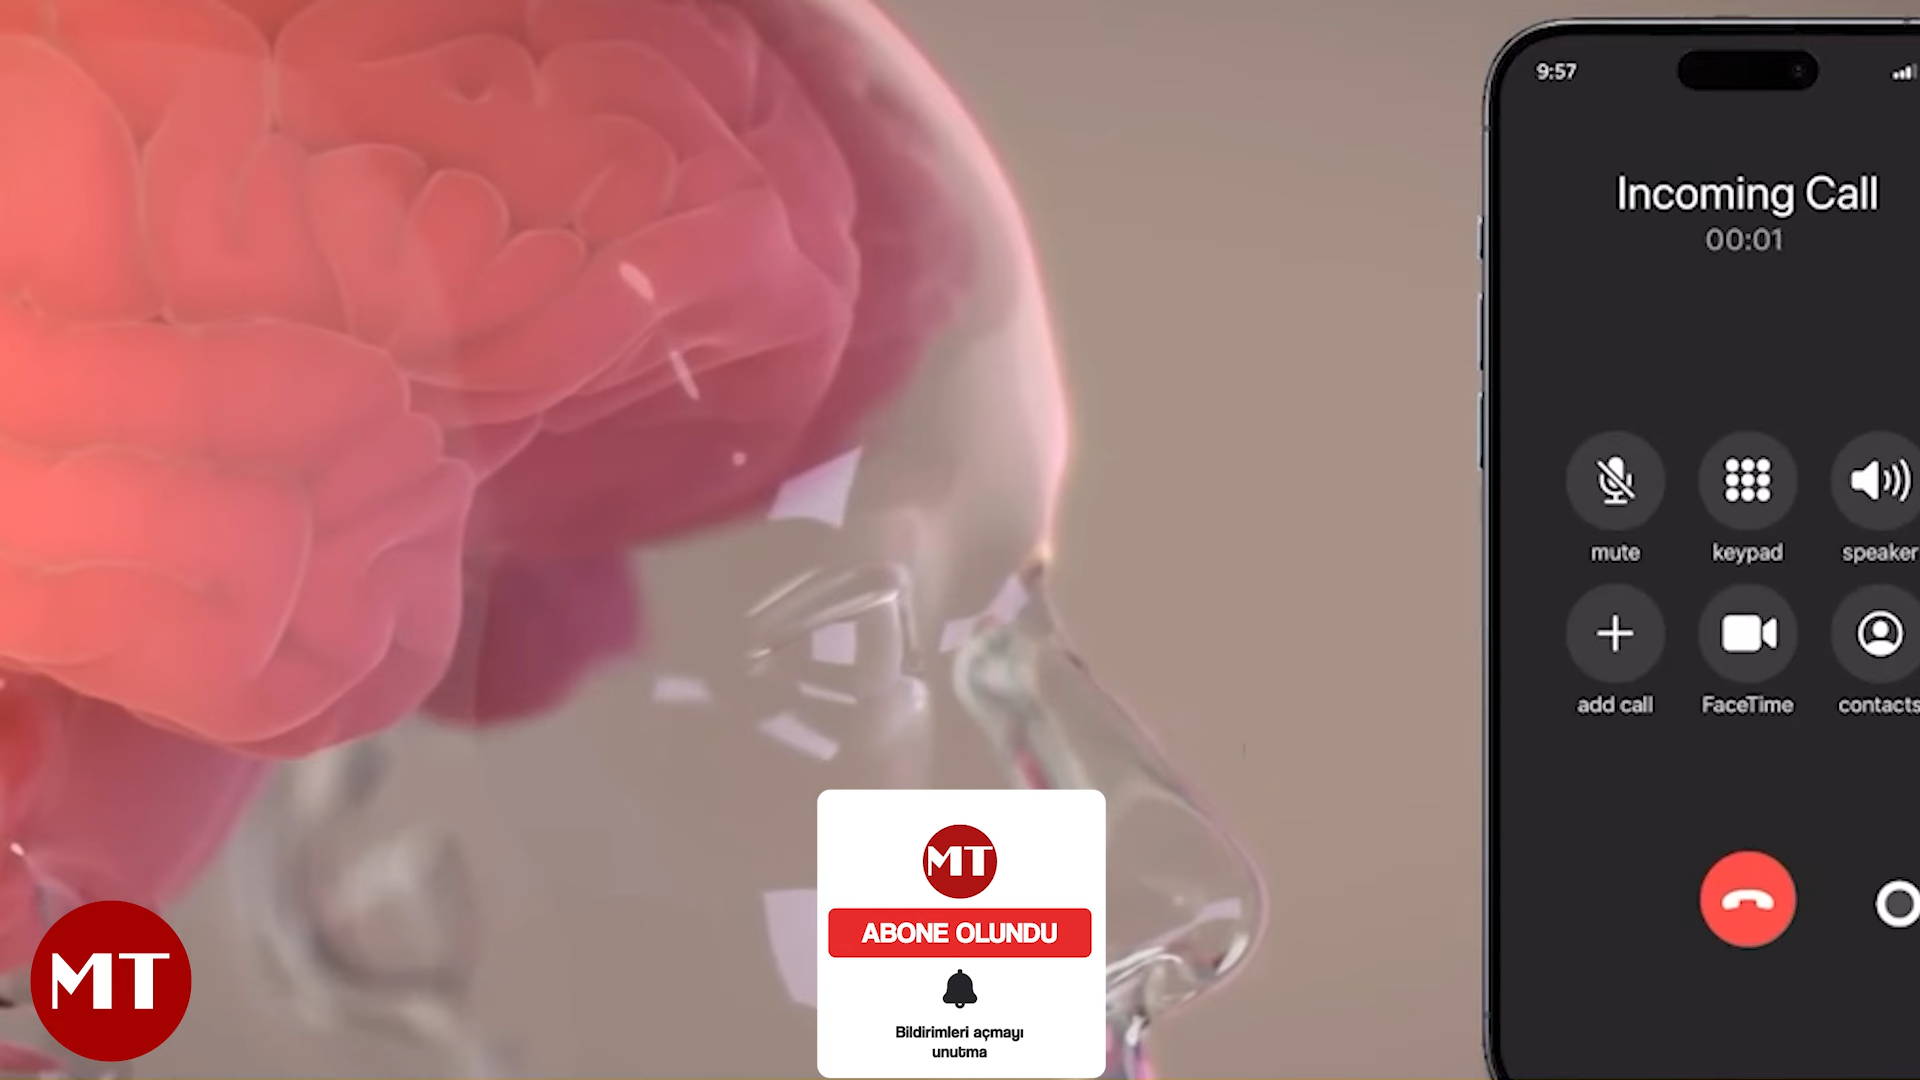 9:57
Incoming Call
00:01
mute
keypad
speaker
add call
FaceTime
contacts
MT
ABONE OLUNDU
Bildirimleri açmayı
unutma
MT